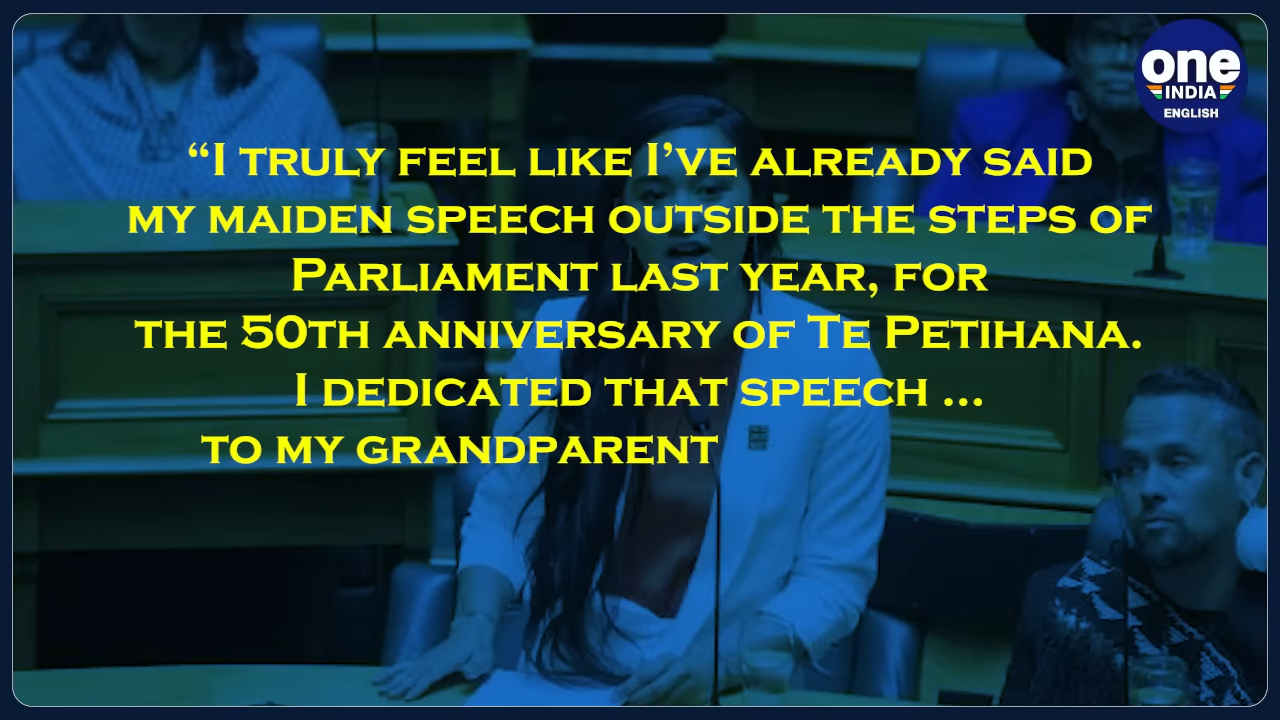 one
INDIA
ENGLISH
“I TRULY FEEL LIKE I’VE ALREADY SAID
MY MAIDEN SPEECH OUTSIDE THE STEPS OF
PARLIAMENT LAST YEAR, FOR
THE 50TH ANNIVERSARY OF TE PETIHANA.
I DEDICATED THAT SPEECH ...
TO MY GRANDPARENT